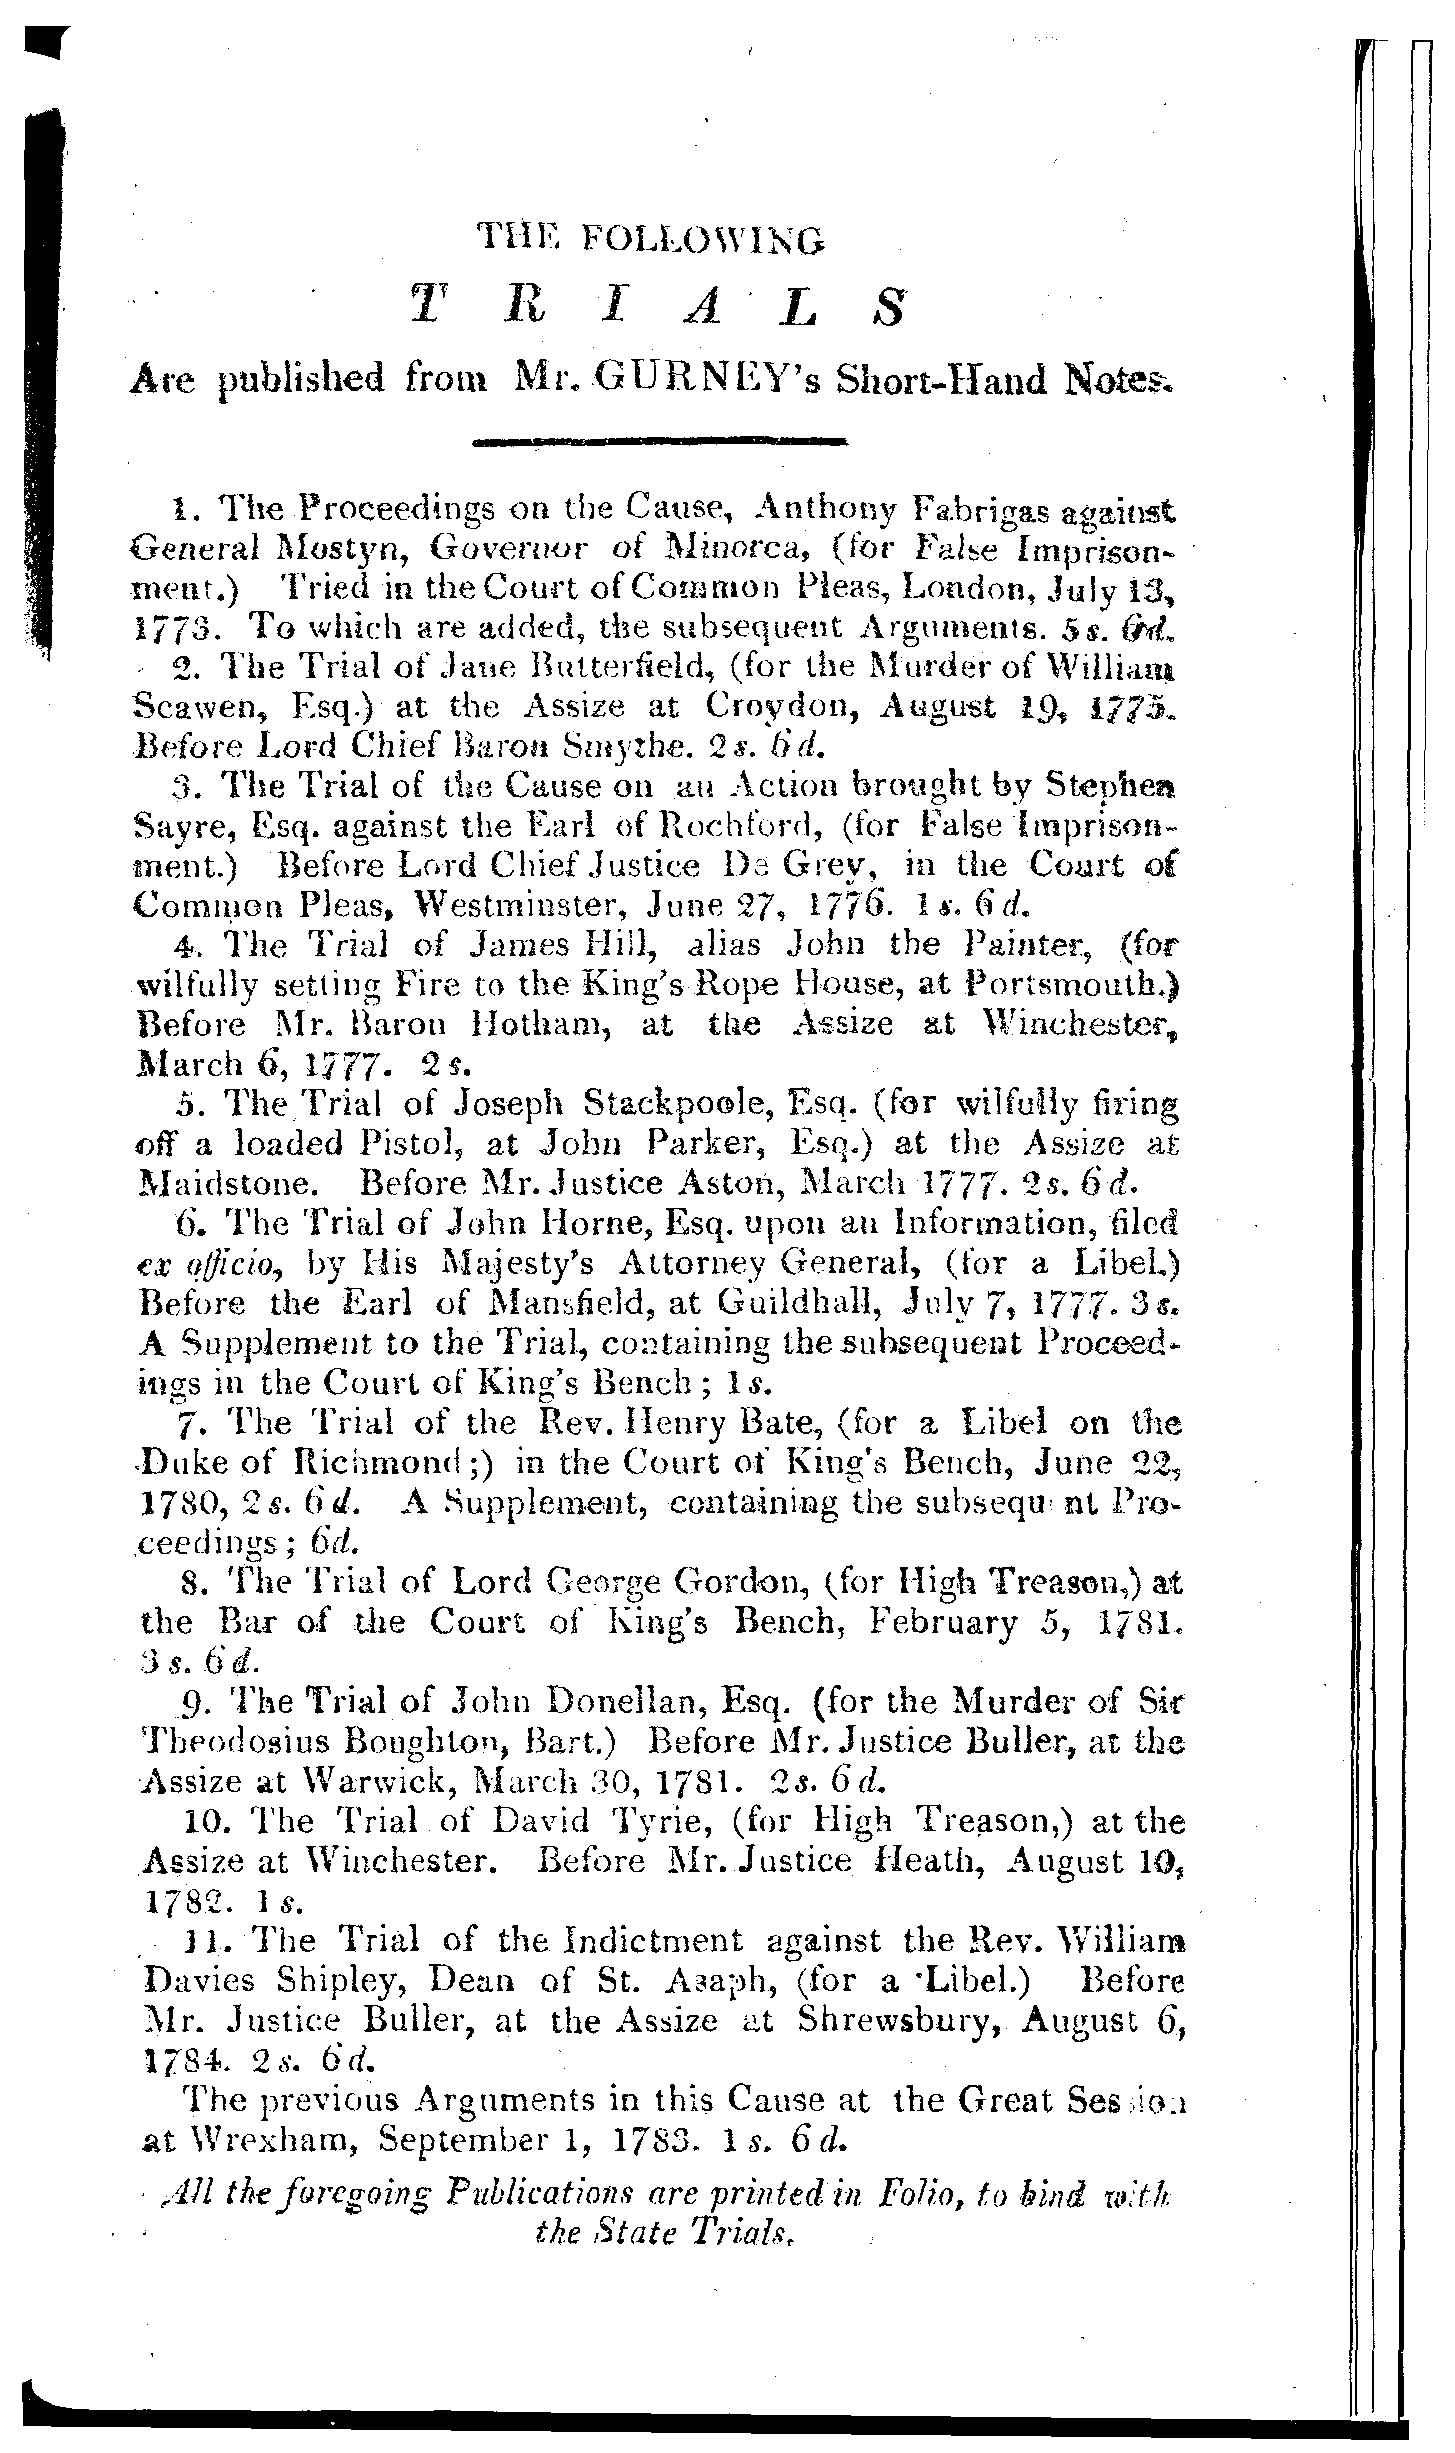 THE FOLLOWING
T R I A L S
Are published from Mr. GURNEY's Short-Hand Notes.
1. The Proceedings on the Cause, Anthony Fabrigas against
General Mostyn, Governor of Minorca, (for False Imprison-
ment.) Tried in the Court of Common Pleas, London, July 13,
1773. To which are added, the subsequent Arguments. 5s. 6d.
2. The Trial of Jane Butterfield, (for the Murder of William
Scawen, Esq.) at the Assize at Croydon, August 19, 1775.
Before Lord Chief Baron Smythe. 2s. 6d.
3. The Trial of the Cause on an Action brought by Stephen
Sayre, Esq. against the Earl of Rochford, (for False Imprison-
ment.) Before Lord Chief Justice De Grey, in the Court of
Common Pleas, Westminster, June 27, 1776. 1s. 6d.
4. The Trial of James Hill, alias John the Painter, (for
wilfully setting Fire to the King's Rope House, at Portsmouth.)
Before Mr. Baron Hotham, at the Assize at Winchester,
March 6, 1777. 2s.
5. The Trial of Joseph Stackpoole, Esq. (for wilfully firing
off a loaded Pistol, at John Parker, Esq.) at the Assize at
Maidstone. Before Mr. Justice Aston, March 1777. 2s. 6d.
6. The Trial of John Horne, Esq. upon an Information, filed
ex officio, by His Majesty's Attorney General, (for a Libel.)
Before the Earl of Mansfield, at Guildhall, July 7, 1777. 3s.
A Supplement to the Trial, containing the subsequent Proceed-
ings in the Court of King's Bench; 1s.
7. The Trial of the Rev. Henry Bate, (for a Libel on the
Duke of Richmond;) in the Court of King's Bench, June 22,
1780, 2s. 6d. A Supplement, containing the subsequent Pro-
ceedings; 6d.
8. The Trial of Lord George Gordon, (for High Treason,) at
the Bar of the Court of King's Bench, February 5, 1781.
3s. 6d.
9. The Trial of John Donellan, Esq. (for the Murder of Sir
Theodosius Boughton, Bart.) Before Mr. Justice Buller, at the
Assize at Warwick, March 30, 1781. 2s. 6d.
10. The Trial of David Tyrie, (for High Treason,) at the
Assize at Winchester. Before Mr. Justice Heath, August 10,
1782. 1s.
11. The Trial of the Indictment against the Rev. William
Davies Shipley, Dean of St. Asaph, (for a Libel.) Before
Mr. Justice Buller, at the Assize at Shrewsbury, August 6,
1784. 2s. 6d.
The previous Arguments in this Cause at the Great Session
at Wrexham, September 1, 1783. 1s. 6d.
All the foregoing Publications are printed in Folio, to bind with
the State Trials.